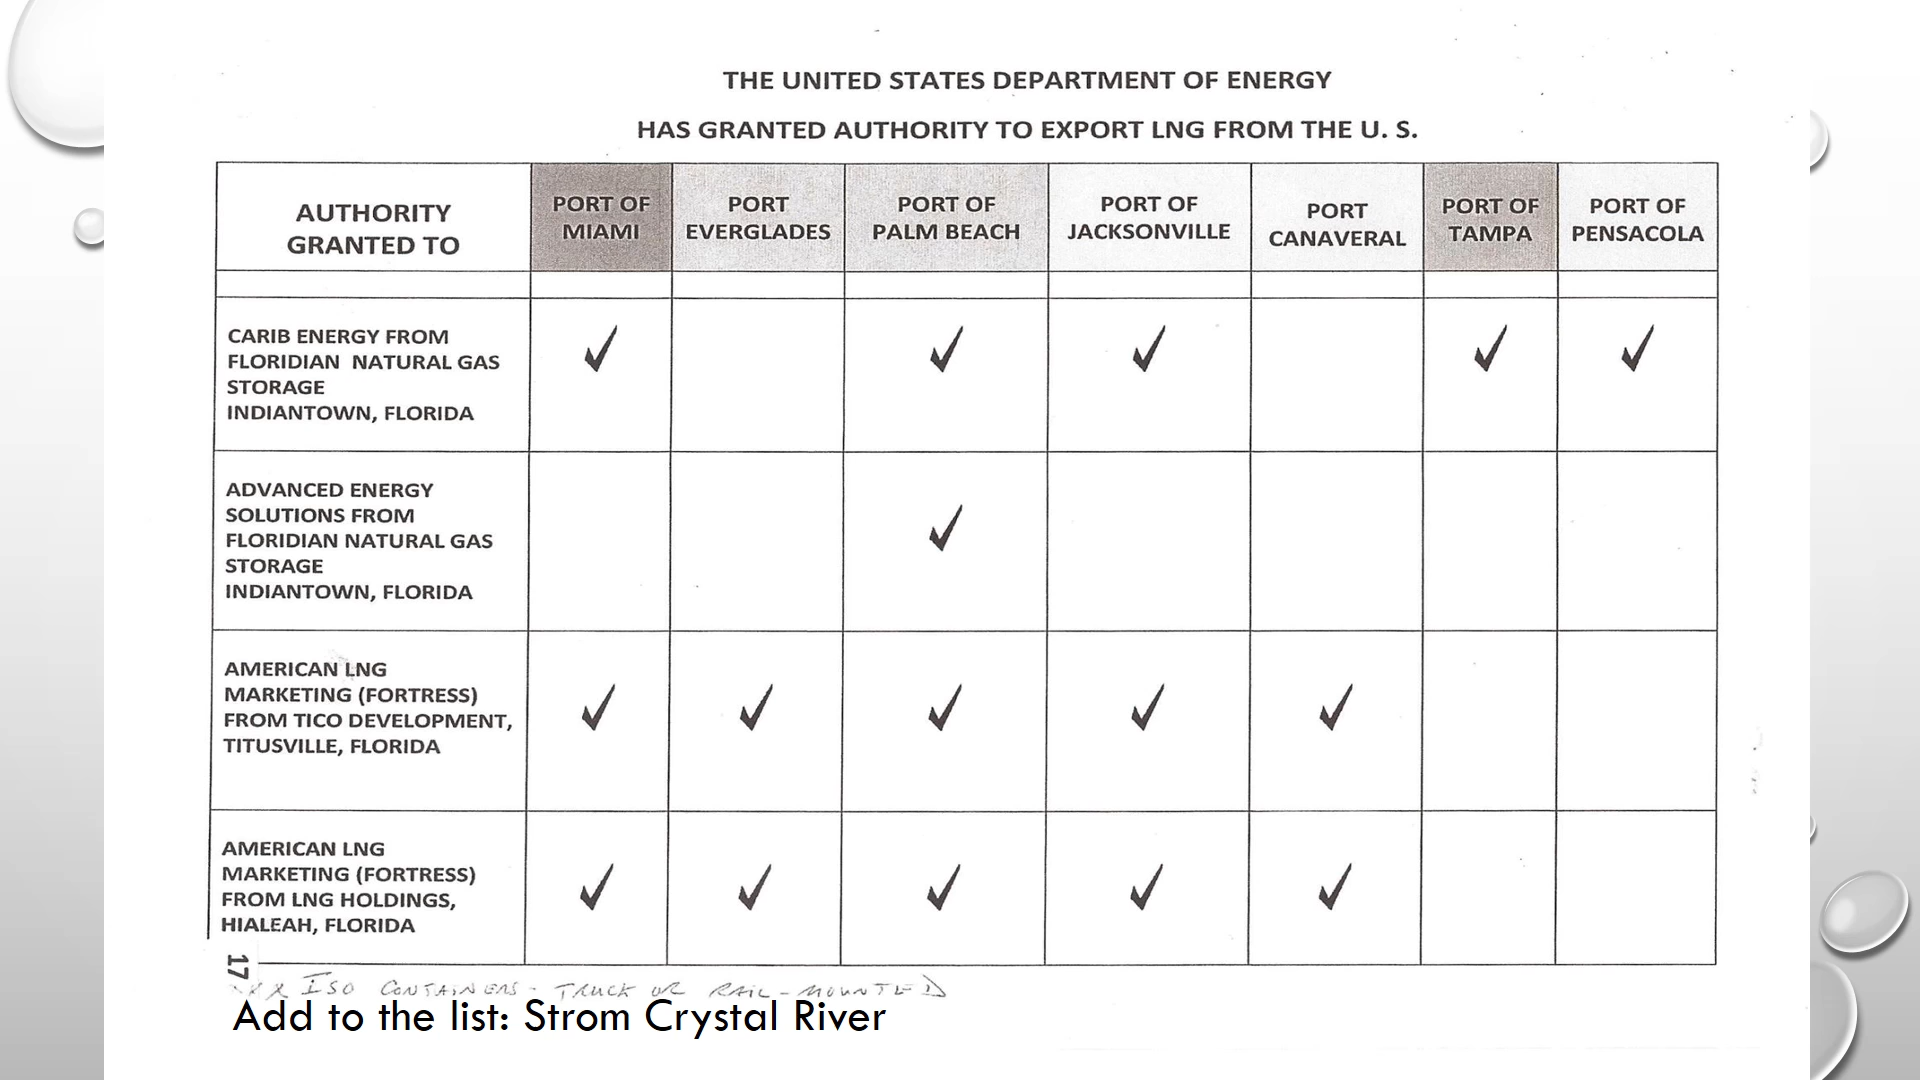 THE UNITED STATES DEPARTMENT OF ENERGY
HAS GRANTED AUTHORITY TO EXPORT LNG FROM THE U. S.
AUTHORITY
GRANTED TO
PORT OF
MIAMI
PORT
EVERGLADES
PORT OF
PALM BEACH
PORT OF
JACKSONVILLE
PORT
CANAVERAL
PORT OF
TAMPA
PORT OF
PENSACOLA
CARIB ENERGY FROM
FLORIDIAN NATURAL GAS
STORAGE
INDIANTOWN, FLORIDA
✓ ✓ ✓ ✓ ✓
ADVANCED ENERGY
SOLUTIONS FROM
FLORIDIAN NATURAL GAS
STORAGE
INDIANTOWN, FLORIDA
✓
AMERICAN LNG
MARKETING (FORTRESS)
FROM TICO DEVELOPMENT,
TITUSVILLE, FLORIDA
✓ ✓ ✓ ✓ ✓
AMERICAN LNG
MARKETING (FORTRESS)
FROM LNG HOLDINGS,
HIALEAH, FLORIDA
✓ ✓ ✓ ✓ ✓
17
ISO CONTAINERS - TRUCK OR RAIL-MOUNTED
Add to the list: Strom Crystal River